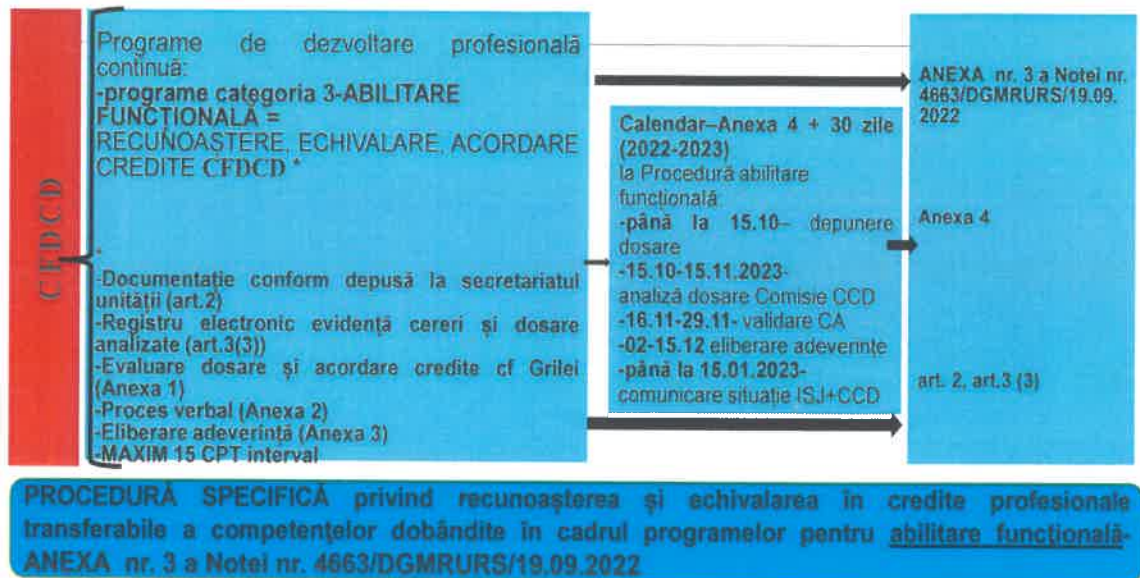 CFDCD
Programe de dezvoltare profesională
continuă:
-programe categoria 3-ABILITARE
FUNCȚIONALĂ =
RECUNOAȘTERE, ECHIVALARE, ACORDARE
CREDITE CFDCD *
*
-Documentație conform depusă la secretariatul
unității (art.2)
-Registru electronic evidență cereri și dosare
analizate (art.3(3))
-Evaluare dosare și acordare credite cf Grilei
(Anexa 1)
-Proces verbal (Anexa 2)
-Eliberare adeverință (Anexa 3)
-MAXIM 15 CPT interval
Calendar–Anexa 4 + 30 zile
(2022-2023)
la Procedură abilitare
funcțională:
-până la 15.10– depunere
dosare
-15.10-15.11.2023-
analiză dosare Comisie CCD
-16.11-29.11- validare CA
-02-15.12 eliberare adeverințe
-până la 15.01.2023-
comunicare situație ISJ+CCD
ANEXA nr. 3 a Notei nr.
4663/DGMRURS/19.09.
2022
Anexa 4
art. 2, art.3 (3)
PROCEDURĂ SPECIFICĂ privind recunoașterea și echivalarea în credite profesionale
transferabile a competențelor dobândite în cadrul programelor pentru abilitare funcțională-
ANEXA nr. 3 a Notei nr. 4663/DGMRURS/19.09.2022